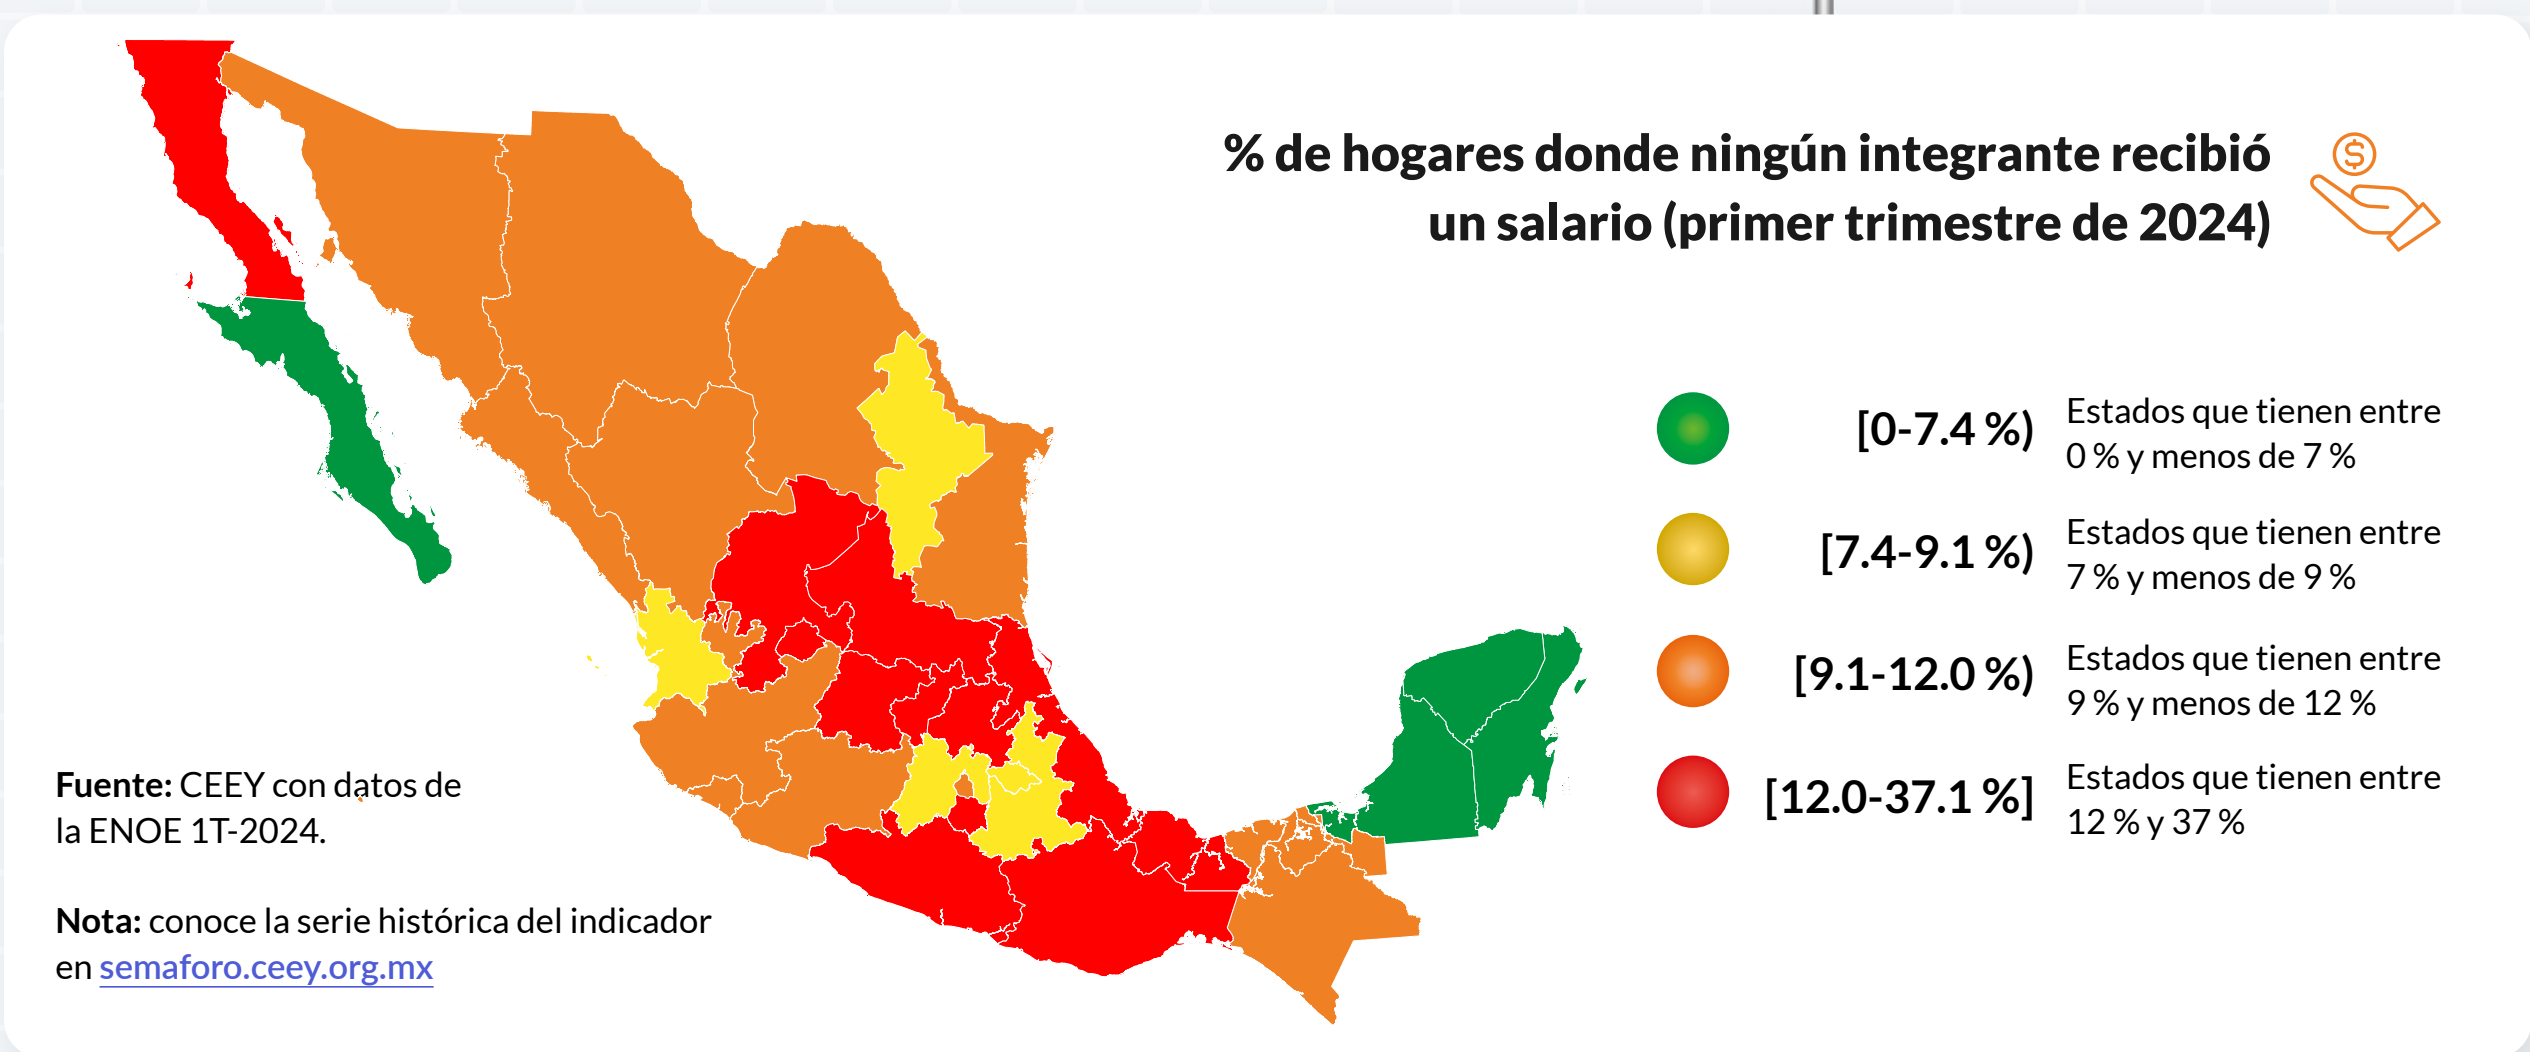 % de hogares donde ningún integrante recibió
un salario (primer trimestre de 2024)
$
[0-7.4 %)
Estados que tienen entre
0 % y menos de 7 %
[7.4-9.1 %)
Estados que tienen entre
7 % y menos de 9 %
[9.1-12.0 %)
Estados que tienen entre
9 % y menos de 12 %
[12.0-37.1 %]
Estados que tienen entre
12 % y 37 %
Fuente: CEEY con datos de
la ENOE 1T-2024.
Nota: conoce la serie histórica del indicador
en semaforo.ceey.org.mx